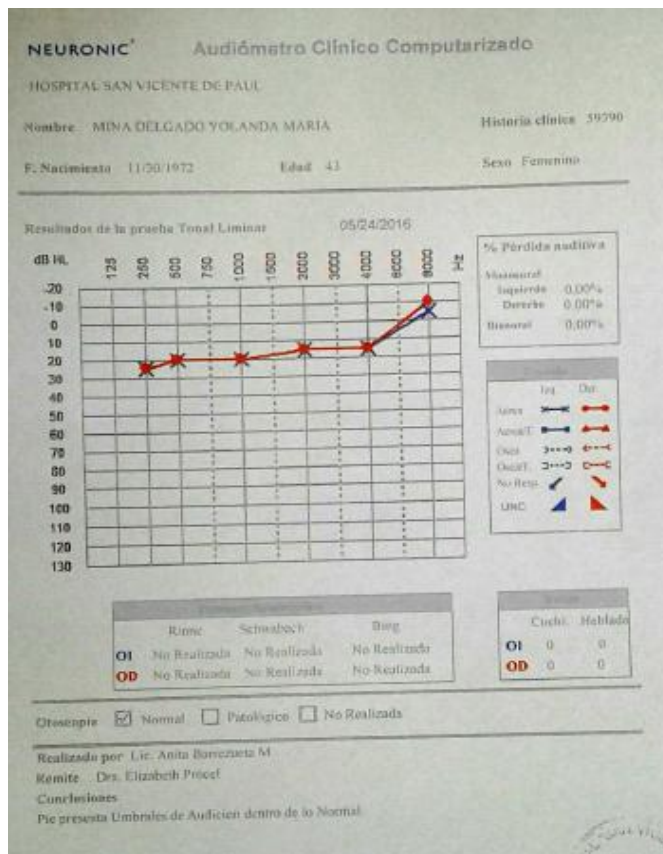 NEURONIC Audiómetro Clínico Computarizado
HOSPITAL SAN VICENTE DE PAUL
Nombre MINA DELGADO YOLANDA MARIA Historia clínica 59790
F. Nacimiento 11/30/1972 Edad 43 Sexo Femenino
Resultados de la prueba Tonal Liminar 05/24/2016
% Pérdida auditiva
Monoaural
Izquierdo 0.00%
Derecho 0.00%
Binaural 0.00%
dB HL 125 250 500 750 1000 1500 2000 3000 4000 6000 8000 Hz
-20
-10
0
10
20
30
40
50
60
70
80
90
100
110
120
130
Izq. Der.
Aérea
Aérea/T.
Ósea
Ósea/T.
No Resp.
UNC
Rinne Schwabach Bing
OI No Realizada No Realizada No Realizada
OD No Realizada No Realizada No Realizada
Cuchi. Hablado
OI 0 0
OD 0 0
Otoscopia Normal Patológico No Realizada
Realizado por Lic. Anita Barrezueta M
Remite Dra. Elizabeth
Conclusiones
Pte presenta Umbrales de Audicion dentro de lo Normal